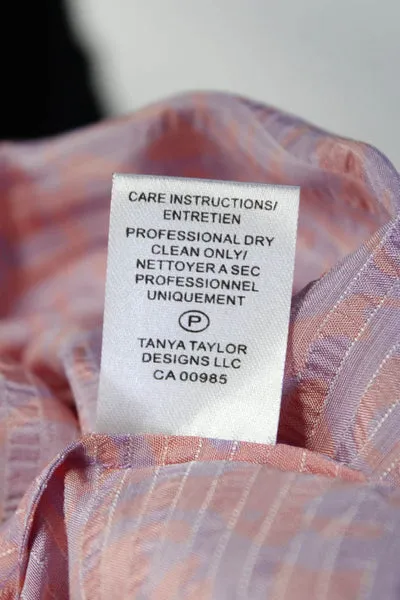 CARE INSTRUCTIONS/
ENTRETIEN
PROFESSIONAL DRY
CLEAN ONLY/
NETTOYER A SEC
PROFESSIONNEL
UNIQUEMENT
P
TANYA TAYLOR
DESIGNS LLC
CA 00985